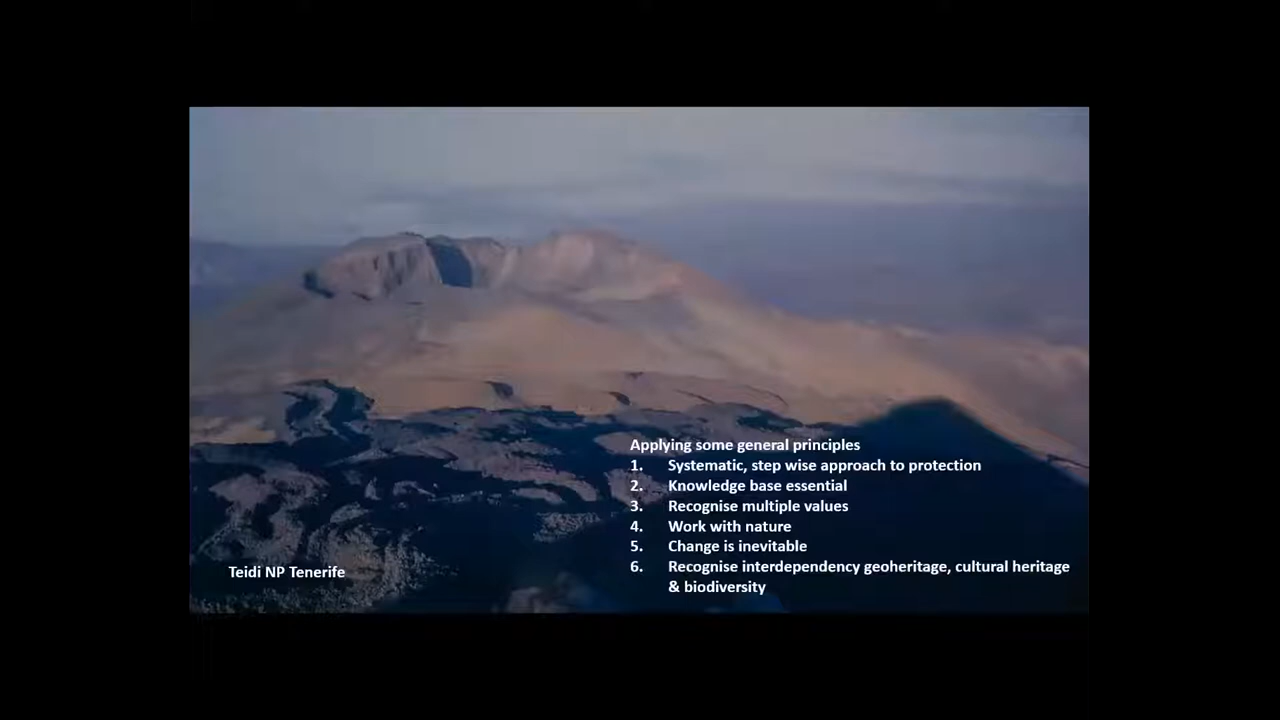 Applying some general principles
1. Systematic, step wise approach to protection
2. Knowledge base essential
3. Recognise multiple values
4. Work with nature
5. Change is inevitable
6. Recognise interdependency geoheritage, cultural heritage
& biodiversity
Teidi NP Tenerife